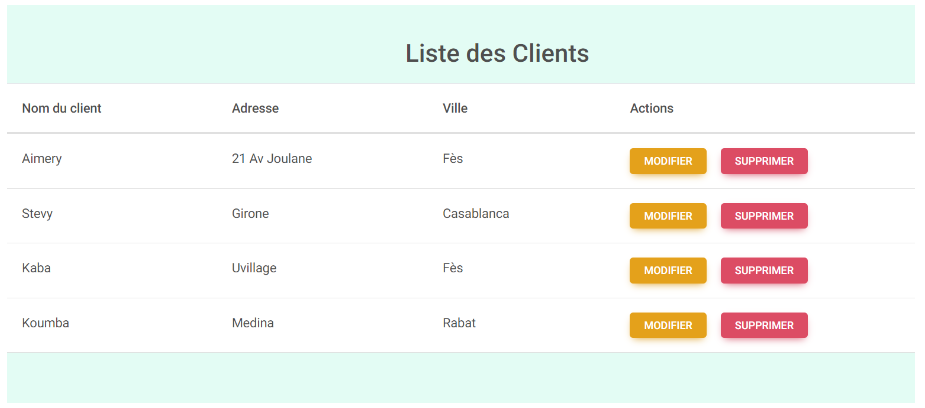 Liste des Clients
Nom du client Adresse Ville Actions
Aimery 21 Av Joulane Fès MODIFIER SUPPRIMER
Stevy Girone Casablanca MODIFIER SUPPRIMER
Kaba Uvillage Fès MODIFIER SUPPRIMER
Koumba Medina Rabat MODIFIER SUPPRIMER